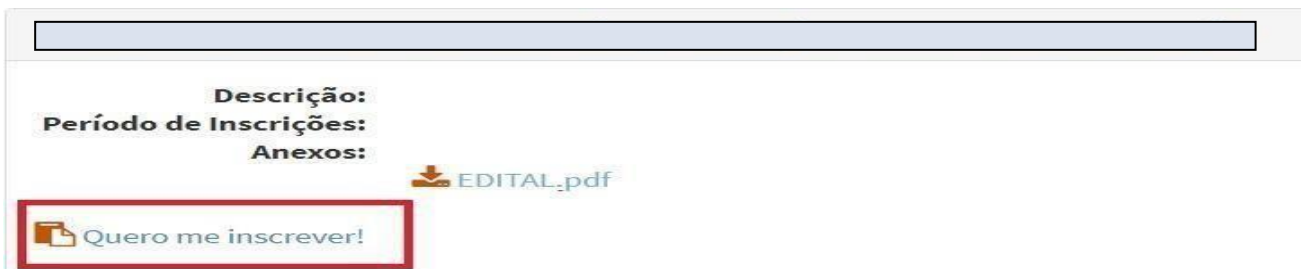 Descrição:
Período de Inscrições:
Anexos:
EDITAL.pdf
Quero me inscrever!